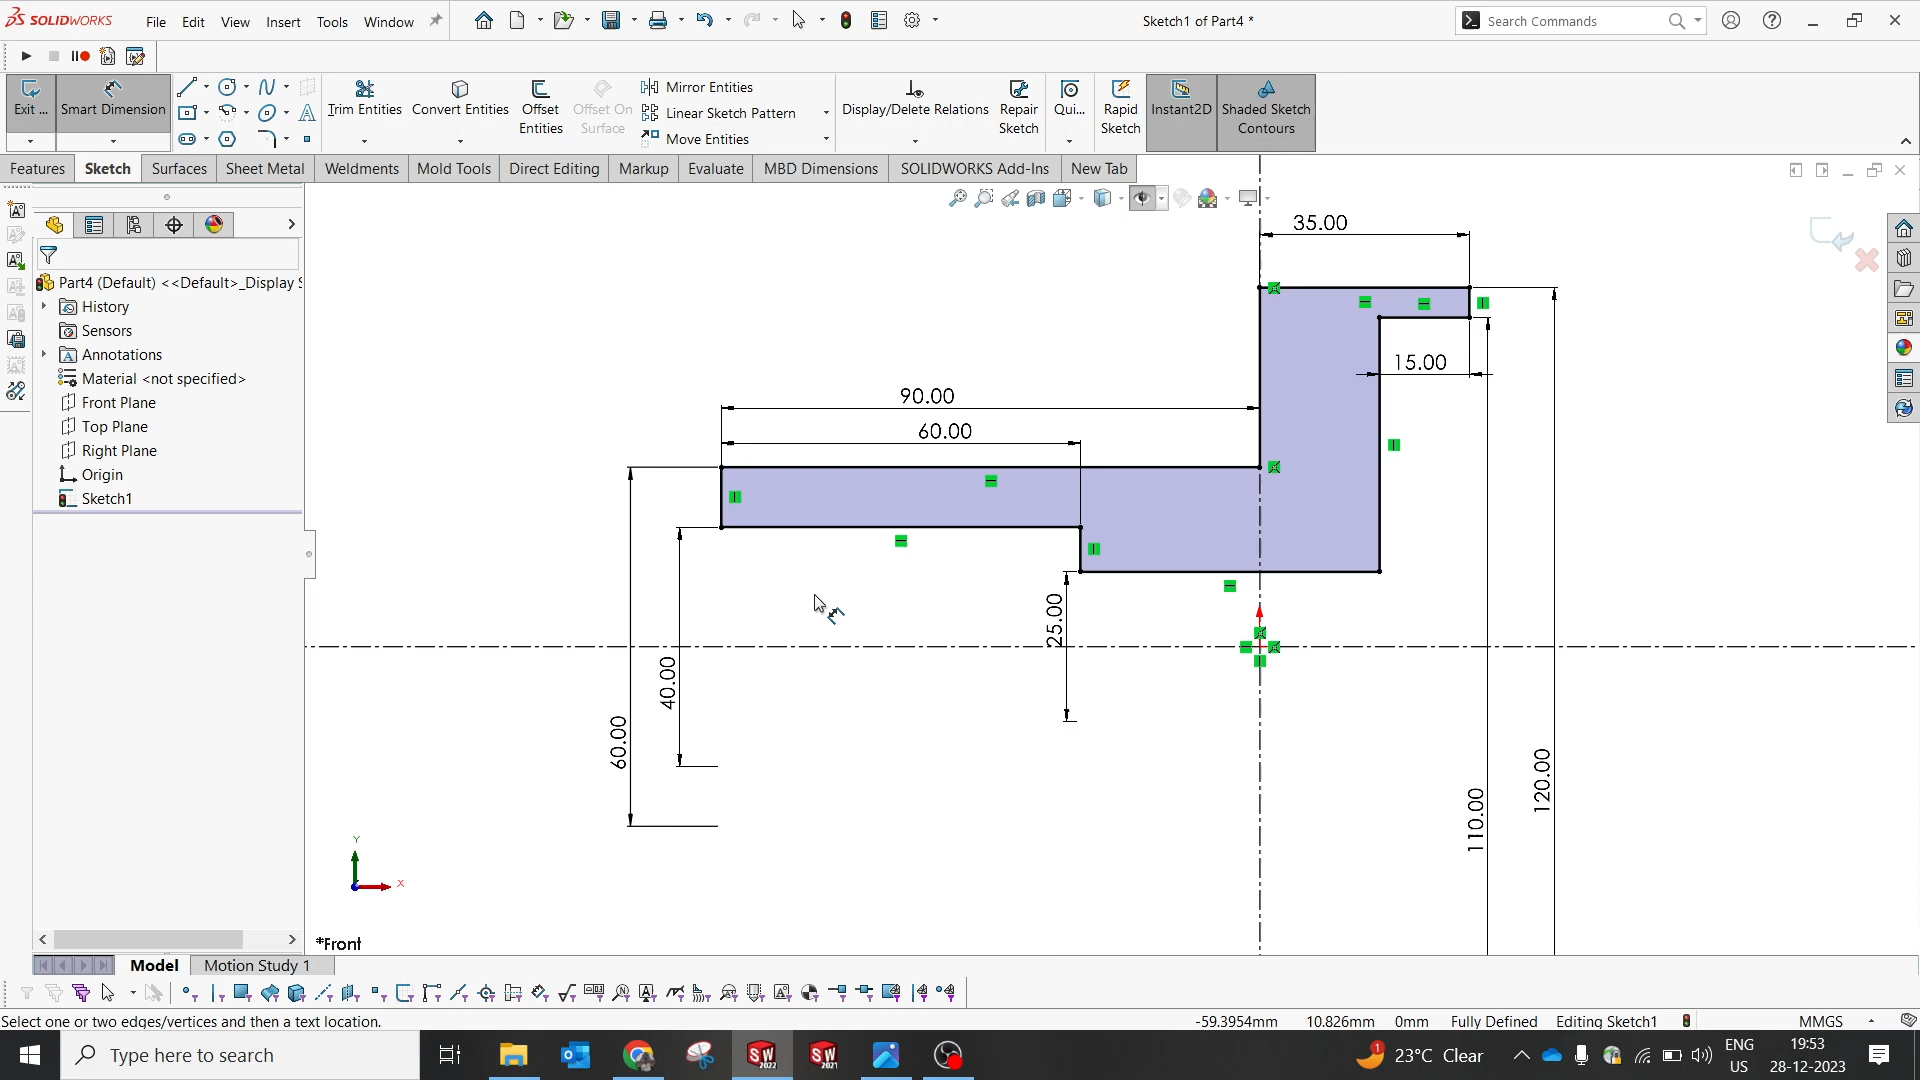 SOLIDWORKS File Edit View Insert Tools Window Sketch1 of Part4 * Search Commands
Exit ... Smart Dimension Trim Entities Convert Entities Offset Entities Offset On Surface Mirror Entities Linear Sketch Pattern Move Entities Display/Delete Relations Repair Sketch Qui... Rapid Sketch Instant2D Shaded Sketch Contours
Features Sketch Surfaces Sheet Metal Weldments Mold Tools Direct Editing Markup Evaluate MBD Dimensions SOLIDWORKS Add-Ins New Tab
Part4 (Default) <<Default>_Display S
History
Sensors
Annotations
Material <not specified>
Front Plane
Top Plane
Right Plane
Origin
Sketch1
35.00
15.00
90.00
60.00
25.00
40.00
60.00
110.00
120.00
Y
X
*Front
Model Motion Study 1
Select one or two edges/vertices and then a text location. -59.3954mm 10.826mm 0mm Fully Defined Editing Sketch1 MMGS
Type here to search SW 2022 SW 2021 1 23°C Clear ENG US 19:53 28-12-2023